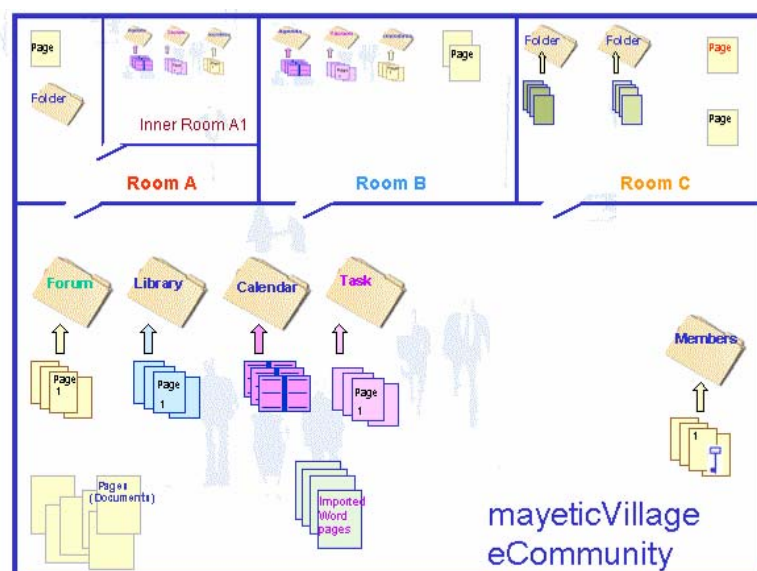 Page
Folder
Inner Room A1
Room A
Page
Room B
Folder
Folder
Page
Page
Room C
Forum
Library
Calendar
Task
Members
Page
1
Page
1
Page
1
1
Pages
(Documents)
Imported
Word
pages
mayeticVillage
eCommunity